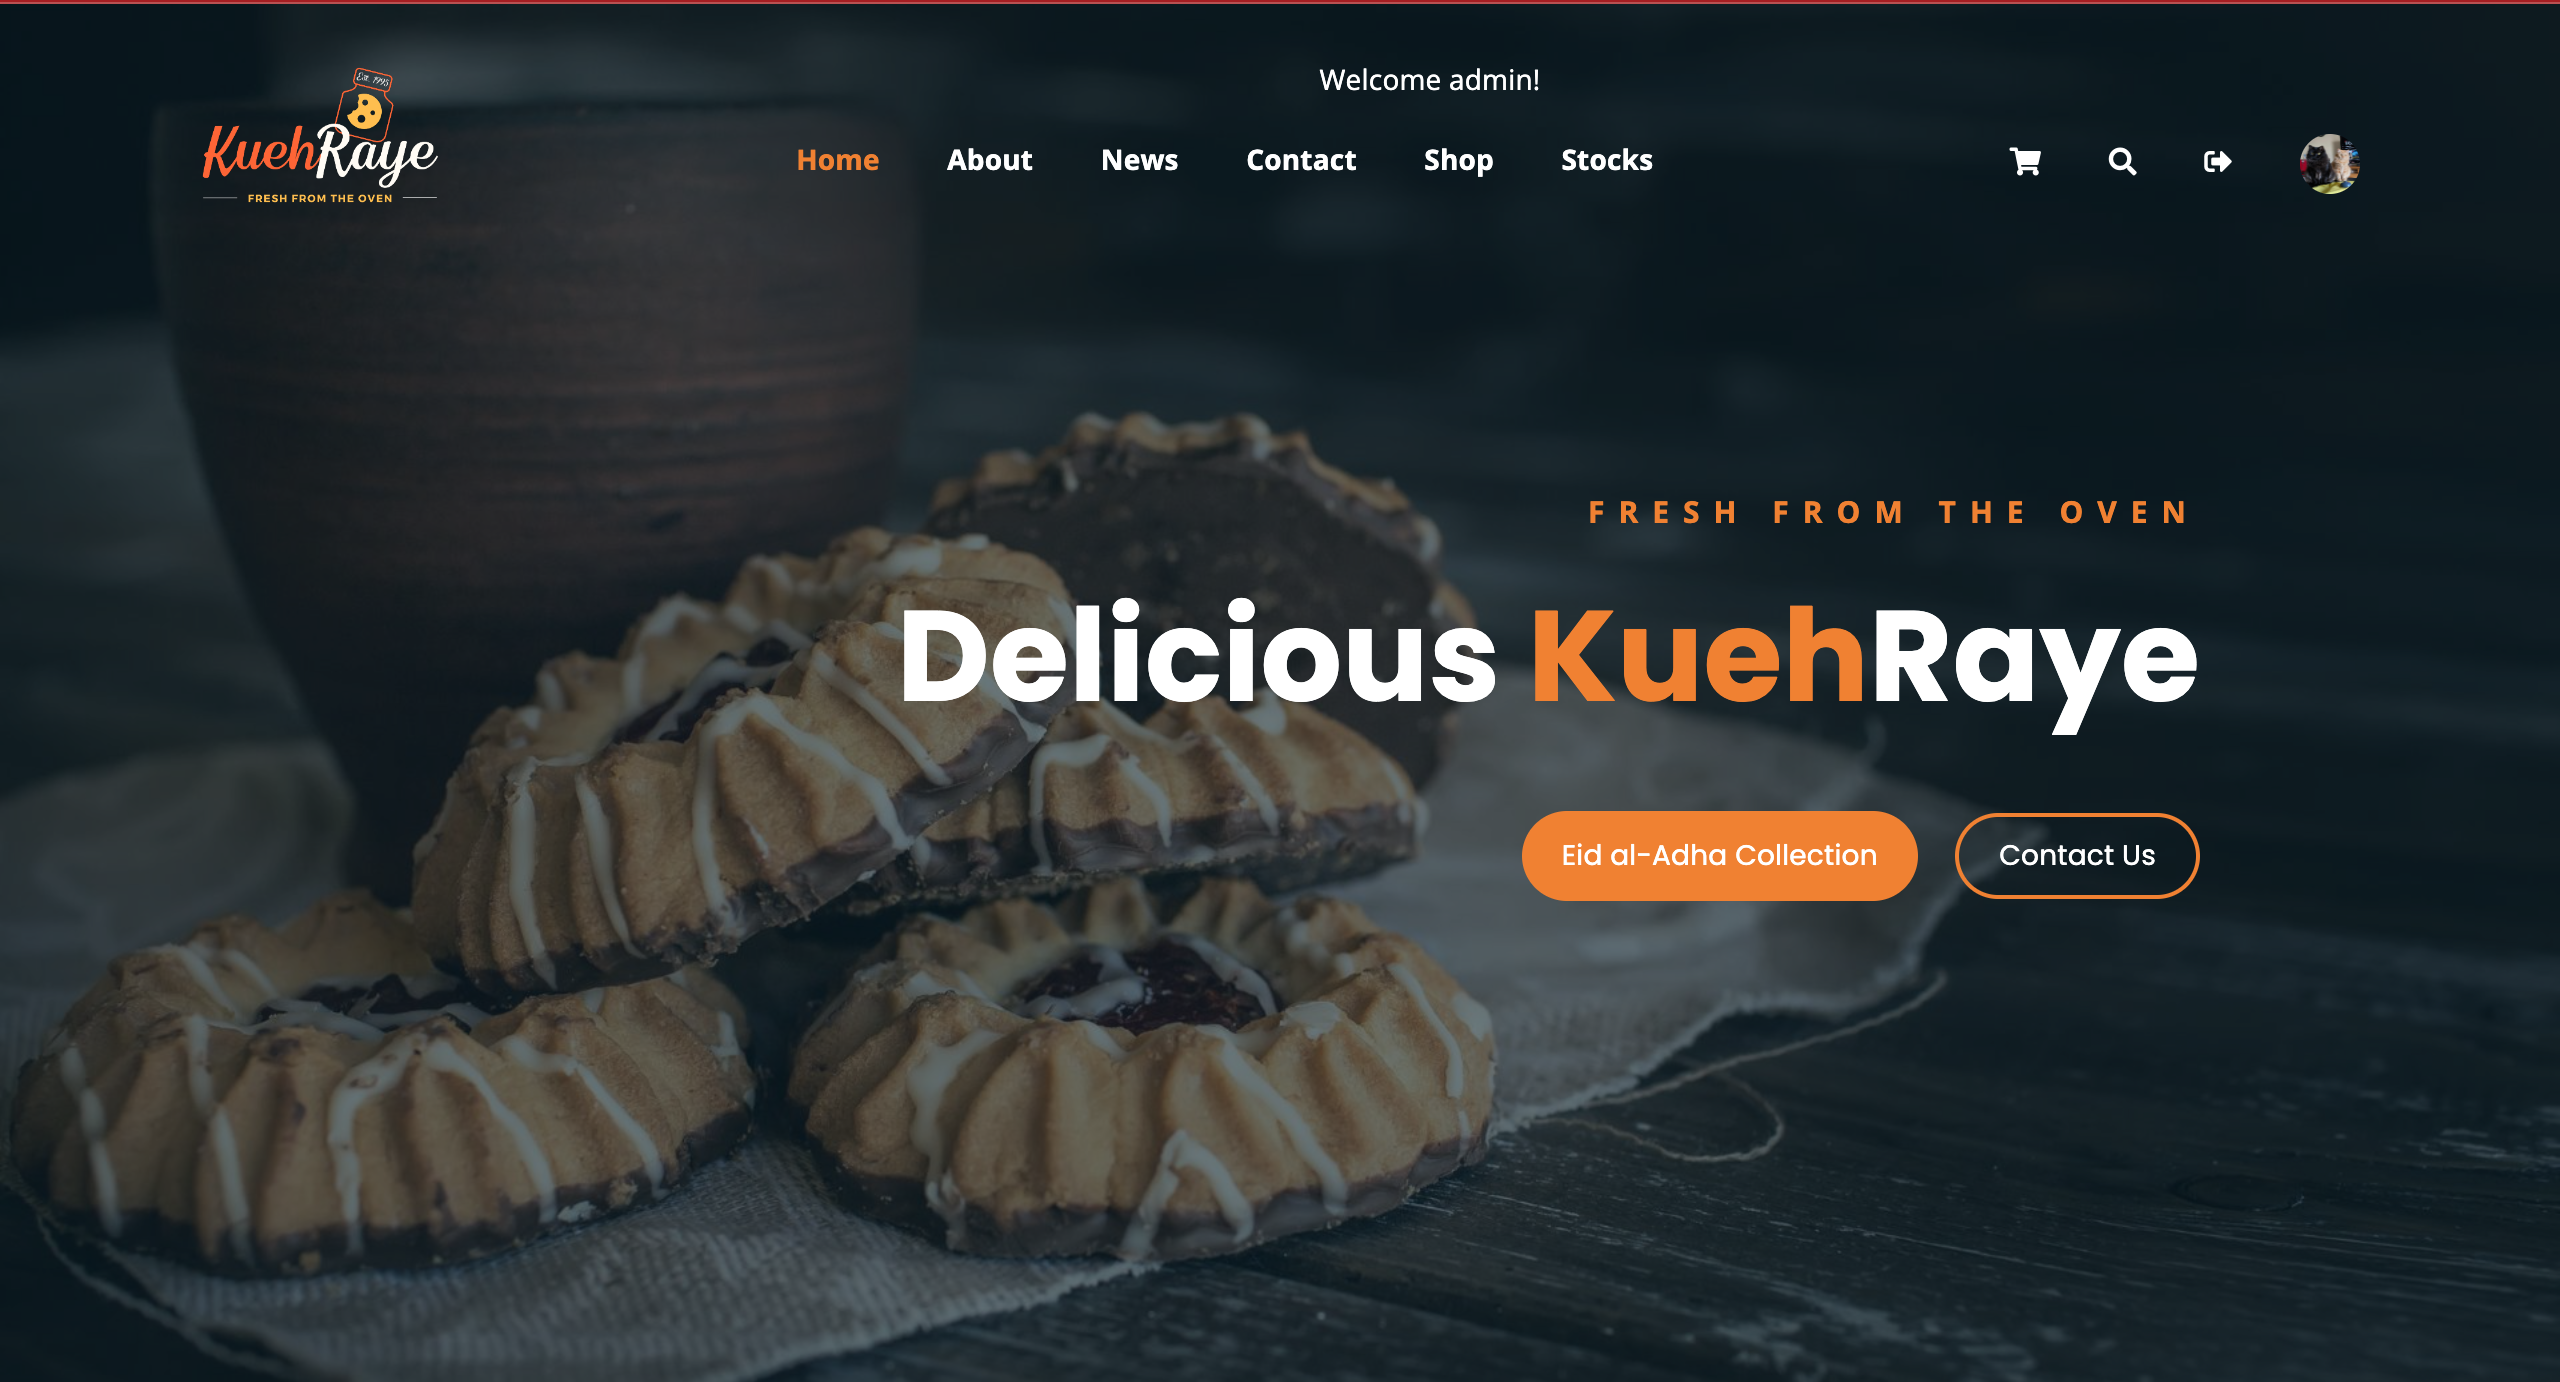 Welcome admin!
Est. 1995
KuehRaye
FRESH FROM THE OVEN
Home About News Contact Shop Stocks
FRESH FROM THE OVEN
Delicious KuehRaye
Eid al-Adha Collection Contact Us